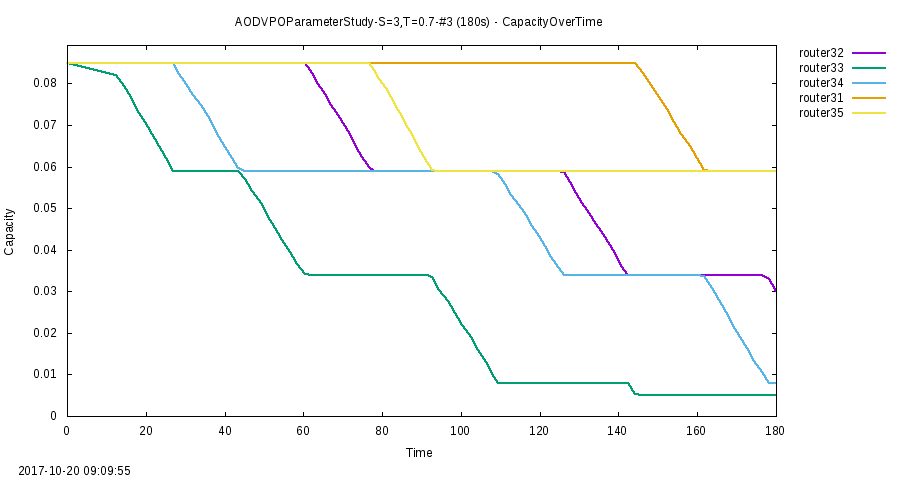 AODVPOParameterStudy-S=3,T=0.7-#3 (180s) - CapacityOverTime
router32
router33
router34
router31
router35
0.08
0.07
0.06
0.05
0.04
0.03
0.02
0.01
0
Capacity
0 20 40 60 80 100 120 140 160 180
Time
2017-10-20 09:09:55